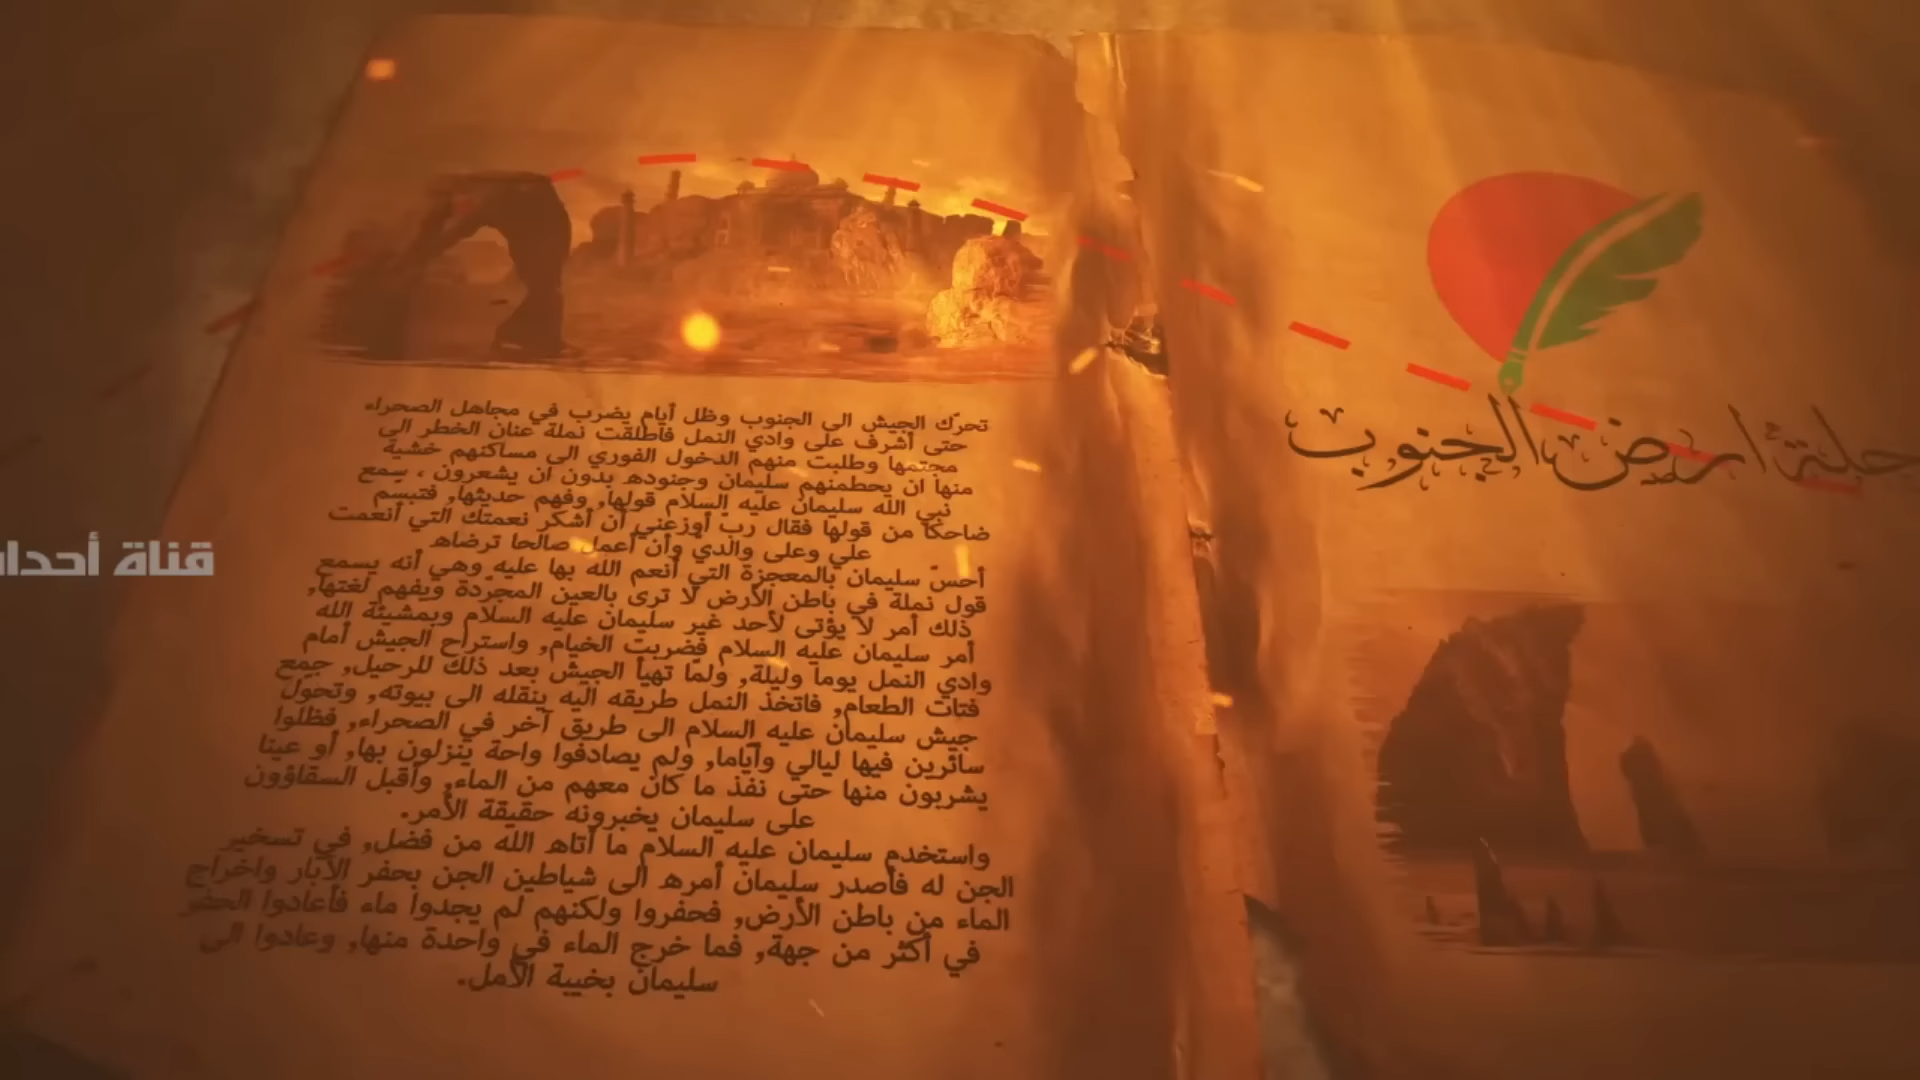 تحرّك الجيش الى الجنوب وظل أيام يضرب في مجاهل الصحراء
حتى أشرف على وادي النمل فاطلقت نملة عنان الخطر الى
مجتمها وطلبت منهم الدخول الفوري الى مساكنهم خشية
منها ان يحطمنهم سليمان وجنوده بدون ان يشعرون ، سمع
نبي الله سليمان عليه السلام قولها, وفهم حديثها, فتبسم
ضاحكا من قولها فقال رب أوزعني أن أشكر نعمتك التي أنعمت
علي وعلى والدي وأن أعمل صالحا ترضاه
أحسّ سليمان بالمعجزة التي أنعم الله بها عليه وهي أنه يسمع
قول نملة في باطن الأرض لا ترى بالعين المجرّدة ويفهم لغتها,
ذلك أمر لا يؤتى لأحد غير سليمان عليه السلام وبمشيئة الله
أمر سليمان عليه السلام فضربت الخيام, واستراح الجيش أمام
وادي النمل يوما وليلة, ولما تهيأ الجيش بعد ذلك للرحيل, جمع
فتات الطعام, فاتخذ النمل طريقه اليه ينقله الى بيوته, وتحول
جيش سليمان عليه السلام الى طريق آخر في الصحراء, فظلوا
سائرين فيها ليالي وأياما, ولم يصادفوا واحة ينزلون بها, أو عينا
يشربون منها حتى نفذ ما كان معهم من الماء, وأقبل السقاؤون
على سليمان يخبرونه حقيقة الأمر.
واستخدم سليمان عليه السلام ما أتاه الله من فضل, في تسخير
الجن له فأصدر سليمان أمره الى شياطين الجن بحفر الأبار واخراج
الماء من باطن الأرض, فحفروا ولكنهم لم يجدوا ماء فأعادوا الحفر
في أكثر من جهة, فما خرج الماء في واحدة منها, وعادوا الى
سليمان بخيبة الأمل.
حلة أرض الجنوب
قناة أحدا